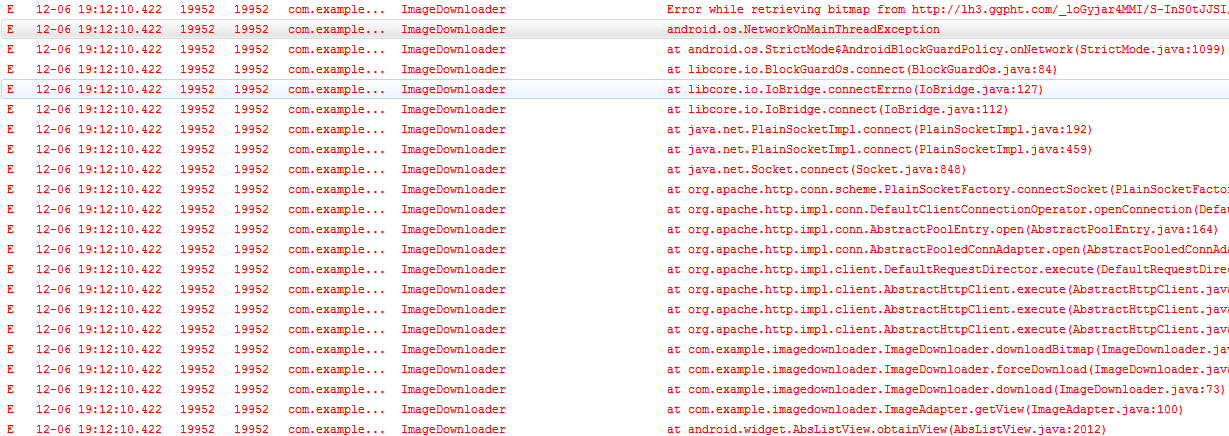 E 12-06 19:12:10.422 19952 19952 com.example... ImageDownloader Error while retrieving bitmap from http://lh3.ggpht.com/_loGyjar4MMI/S-InS0tJJSI/
E 12-06 19:12:10.422 19952 19952 com.example... ImageDownloader android.os.NetworkOnMainThreadException
E 12-06 19:12:10.422 19952 19952 com.example... ImageDownloader at android.os.StrictMode$AndroidBlockGuardPolicy.onNetwork(StrictMode.java:1099)
E 12-06 19:12:10.422 19952 19952 com.example... ImageDownloader at libcore.io.BlockGuardOs.connect(BlockGuardOs.java:84)
E 12-06 19:12:10.422 19952 19952 com.example... ImageDownloader at libcore.io.IoBridge.connectErrno(IoBridge.java:127)
E 12-06 19:12:10.422 19952 19952 com.example... ImageDownloader at libcore.io.IoBridge.connect(IoBridge.java:112)
E 12-06 19:12:10.422 19952 19952 com.example... ImageDownloader at java.net.PlainSocketImpl.connect(PlainSocketImpl.java:192)
E 12-06 19:12:10.422 19952 19952 com.example... ImageDownloader at java.net.PlainSocketImpl.connect(PlainSocketImpl.java:459)
E 12-06 19:12:10.422 19952 19952 com.example... ImageDownloader at java.net.Socket.connect(Socket.java:848)
E 12-06 19:12:10.422 19952 19952 com.example... ImageDownloader at org.apache.http.conn.scheme.PlainSocketFactory.connectSocket(PlainSocketFacto
E 12-06 19:12:10.422 19952 19952 com.example... ImageDownloader at org.apache.http.impl.conn.DefaultClientConnectionOperator.openConnection(Defau
E 12-06 19:12:10.422 19952 19952 com.example... ImageDownloader at org.apache.http.impl.conn.AbstractPoolEntry.open(AbstractPoolEntry.java:164)
E 12-06 19:12:10.422 19952 19952 com.example... ImageDownloader at org.apache.http.impl.conn.AbstractPooledConnAdapter.open(AbstractPooledConnAda
E 12-06 19:12:10.422 19952 19952 com.example... ImageDownloader at org.apache.http.impl.client.DefaultRequestDirector.execute(DefaultRequestDirec
E 12-06 19:12:10.422 19952 19952 com.example... ImageDownloader at org.apache.http.impl.client.AbstractHttpClient.execute(AbstractHttpClient.java
E 12-06 19:12:10.422 19952 19952 com.example... ImageDownloader at org.apache.http.impl.client.AbstractHttpClient.execute(AbstractHttpClient.java
E 12-06 19:12:10.422 19952 19952 com.example... ImageDownloader at org.apache.http.impl.client.AbstractHttpClient.execute(AbstractHttpClient.java
E 12-06 19:12:10.422 19952 19952 com.example... ImageDownloader at com.example.imagedownloader.ImageDownloader.downloadBitmap(ImageDownloader.jav
E 12-06 19:12:10.422 19952 19952 com.example... ImageDownloader at com.example.imagedownloader.ImageDownloader.forceDownload(ImageDownloader.java
E 12-06 19:12:10.422 19952 19952 com.example... ImageDownloader at com.example.imagedownloader.ImageDownloader.download(ImageDownloader.java:73)
E 12-06 19:12:10.422 19952 19952 com.example... ImageDownloader at com.example.imagedownloader.ImageAdapter.getView(ImageAdapter.java:100)
E 12-06 19:12:10.422 19952 19952 com.example... ImageDownloader at android.widget.AbsListView.obtainView(AbsListView.java:2012)